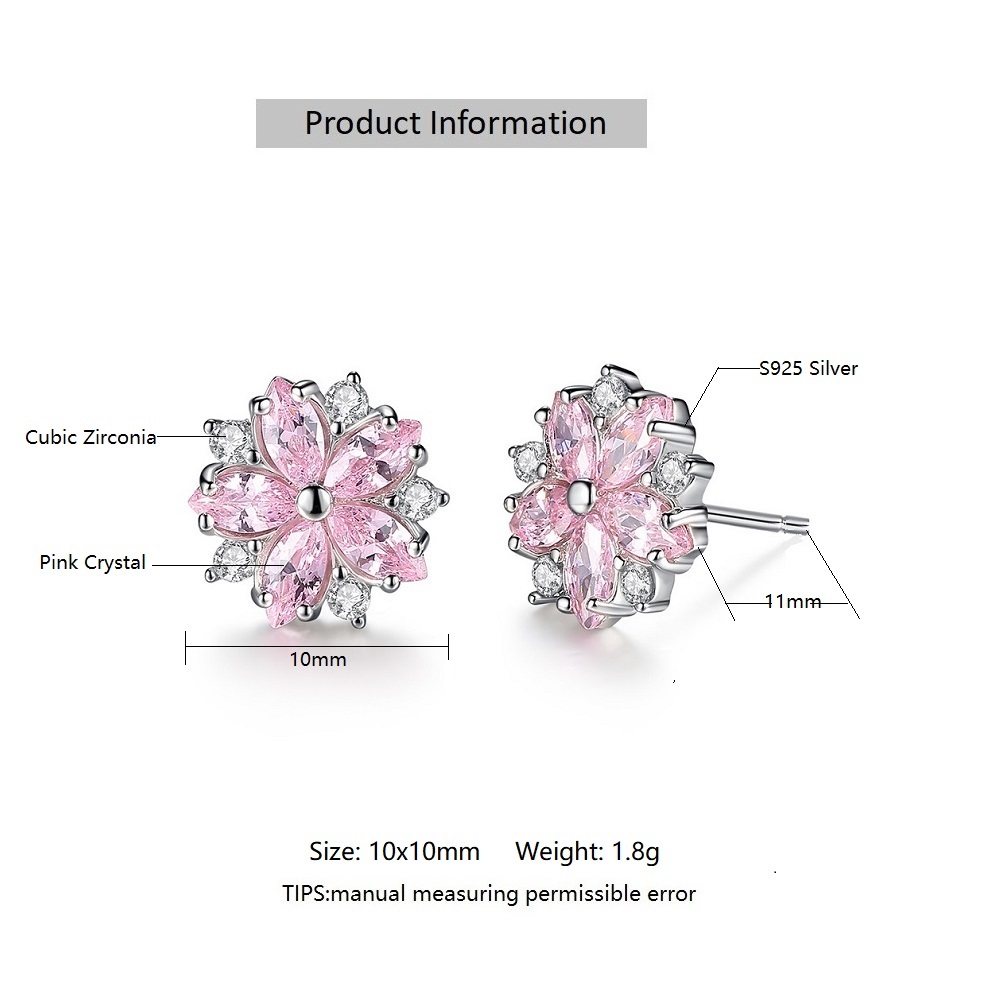 Product Information
S925 Silver
Cubic Zirconia
Pink Crystal
11mm
10mm
Size: 10x10mm Weight: 1.8g
TIPS:manual measuring permissible error